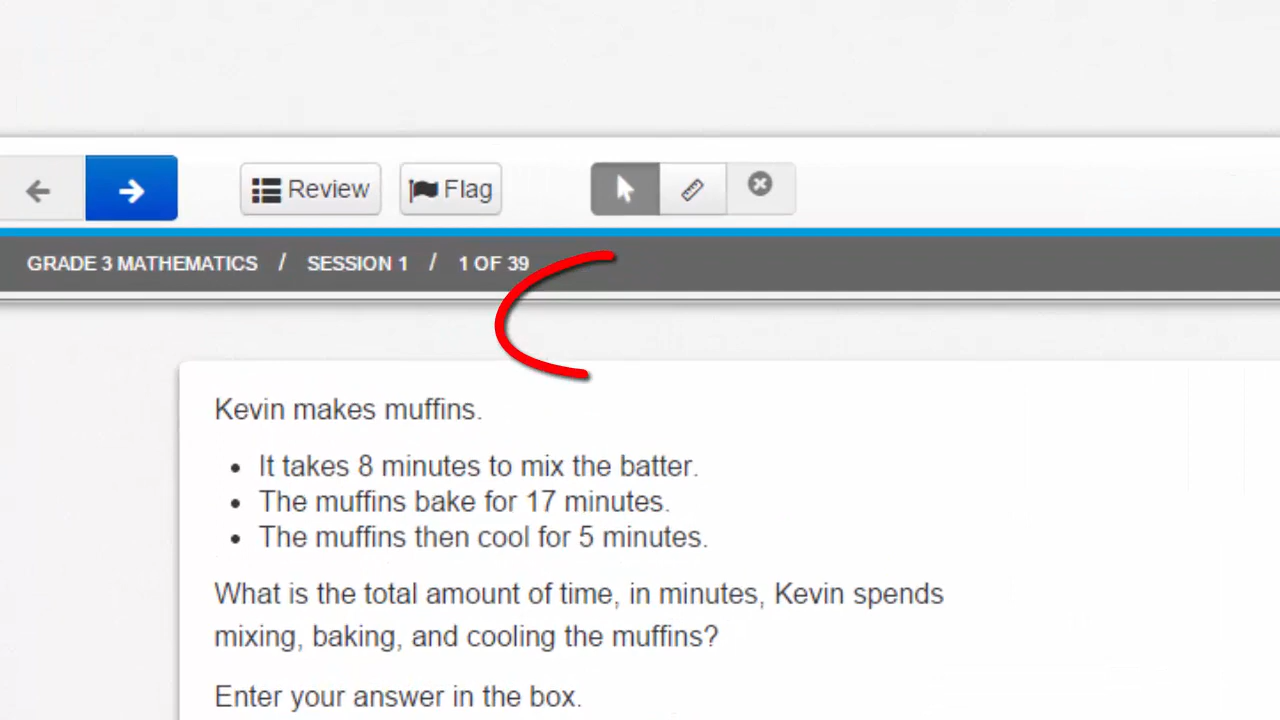 Review Flag
GRADE 3 MATHEMATICS / SESSION 1 / 1 OF 39
Kevin makes muffins.
• It takes 8 minutes to mix the batter.
• The muffins bake for 17 minutes.
• The muffins then cool for 5 minutes.
What is the total amount of time, in minutes, Kevin spends
mixing, baking, and cooling the muffins?
Enter your answer in the box.